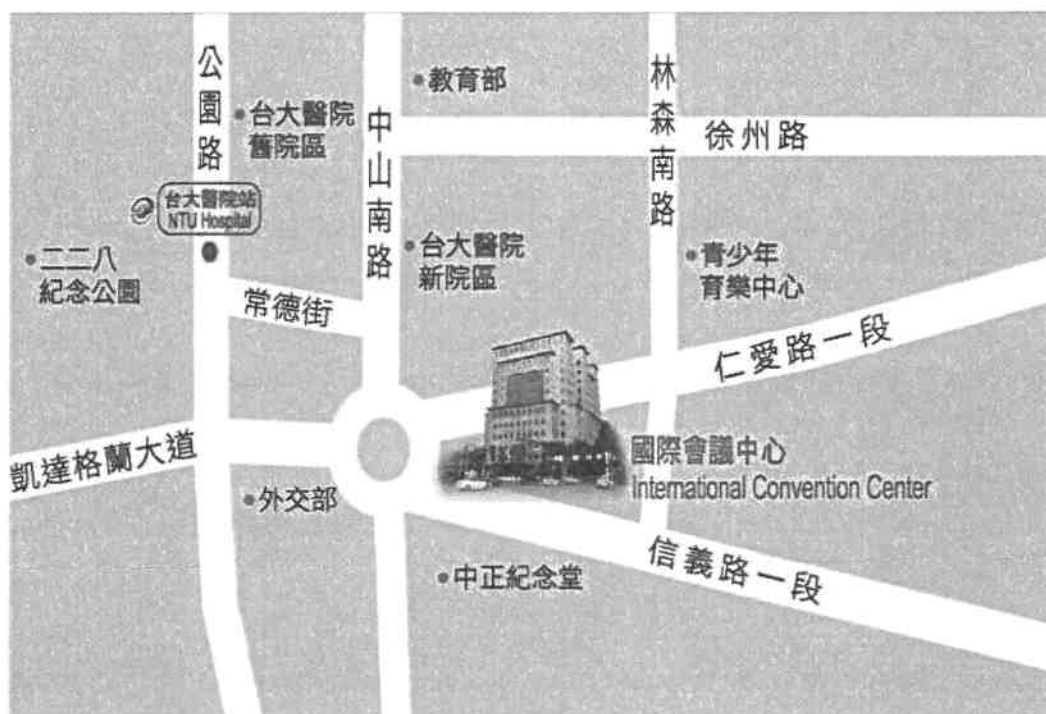 公園路
教育部
台大醫院
舊院區
中山南路
林森南路
徐州路
台大醫院站
NTU Hospital
二二八
紀念公園
台大醫院
新院區
青少年
育樂中心
常德街
仁愛路一段
凱達格蘭大道
國際會議中心
International Convention Center
外交部
信義路一段
中正紀念堂